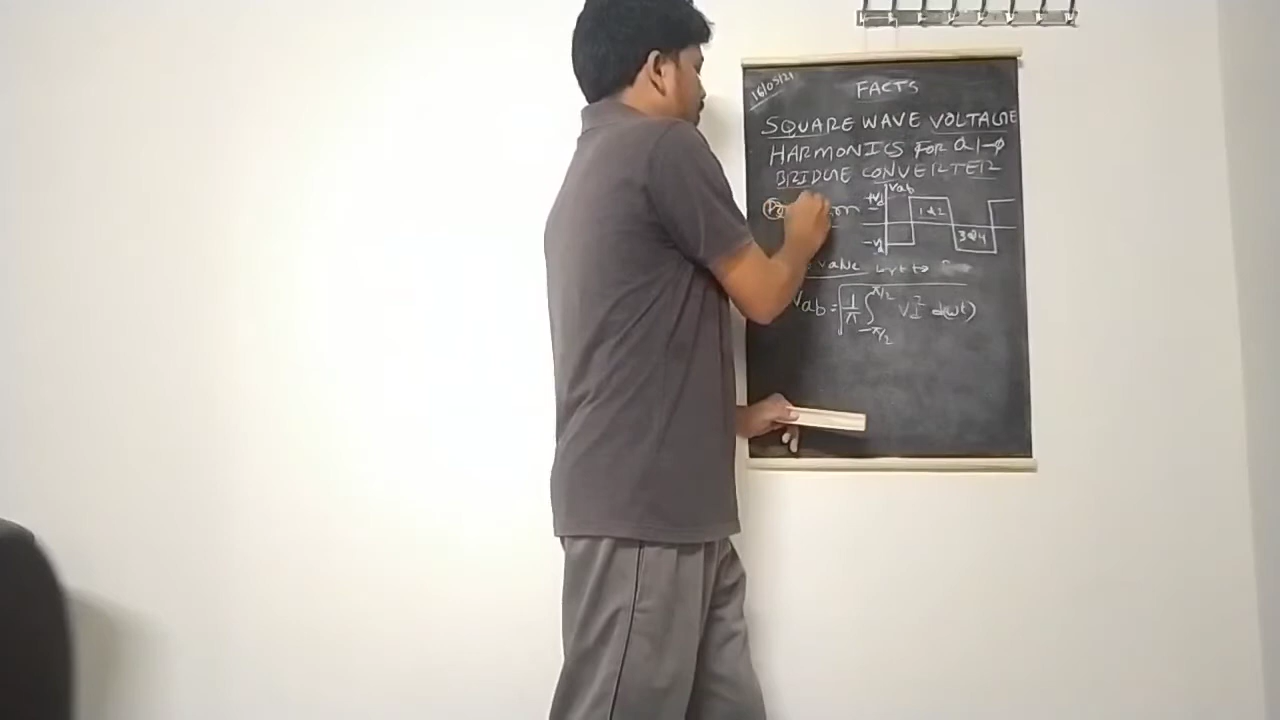 16/05/21
FACTS
SQUARE WAVE VOLTAGE
HARMONICS FOR a 1-φ
BRIDGE CONVERTER
Vab
+Vd
1&2
-Vd
3&4
value
Vab = √ 1/π ∫ -π/2 π/2 Vd² d(ωt)